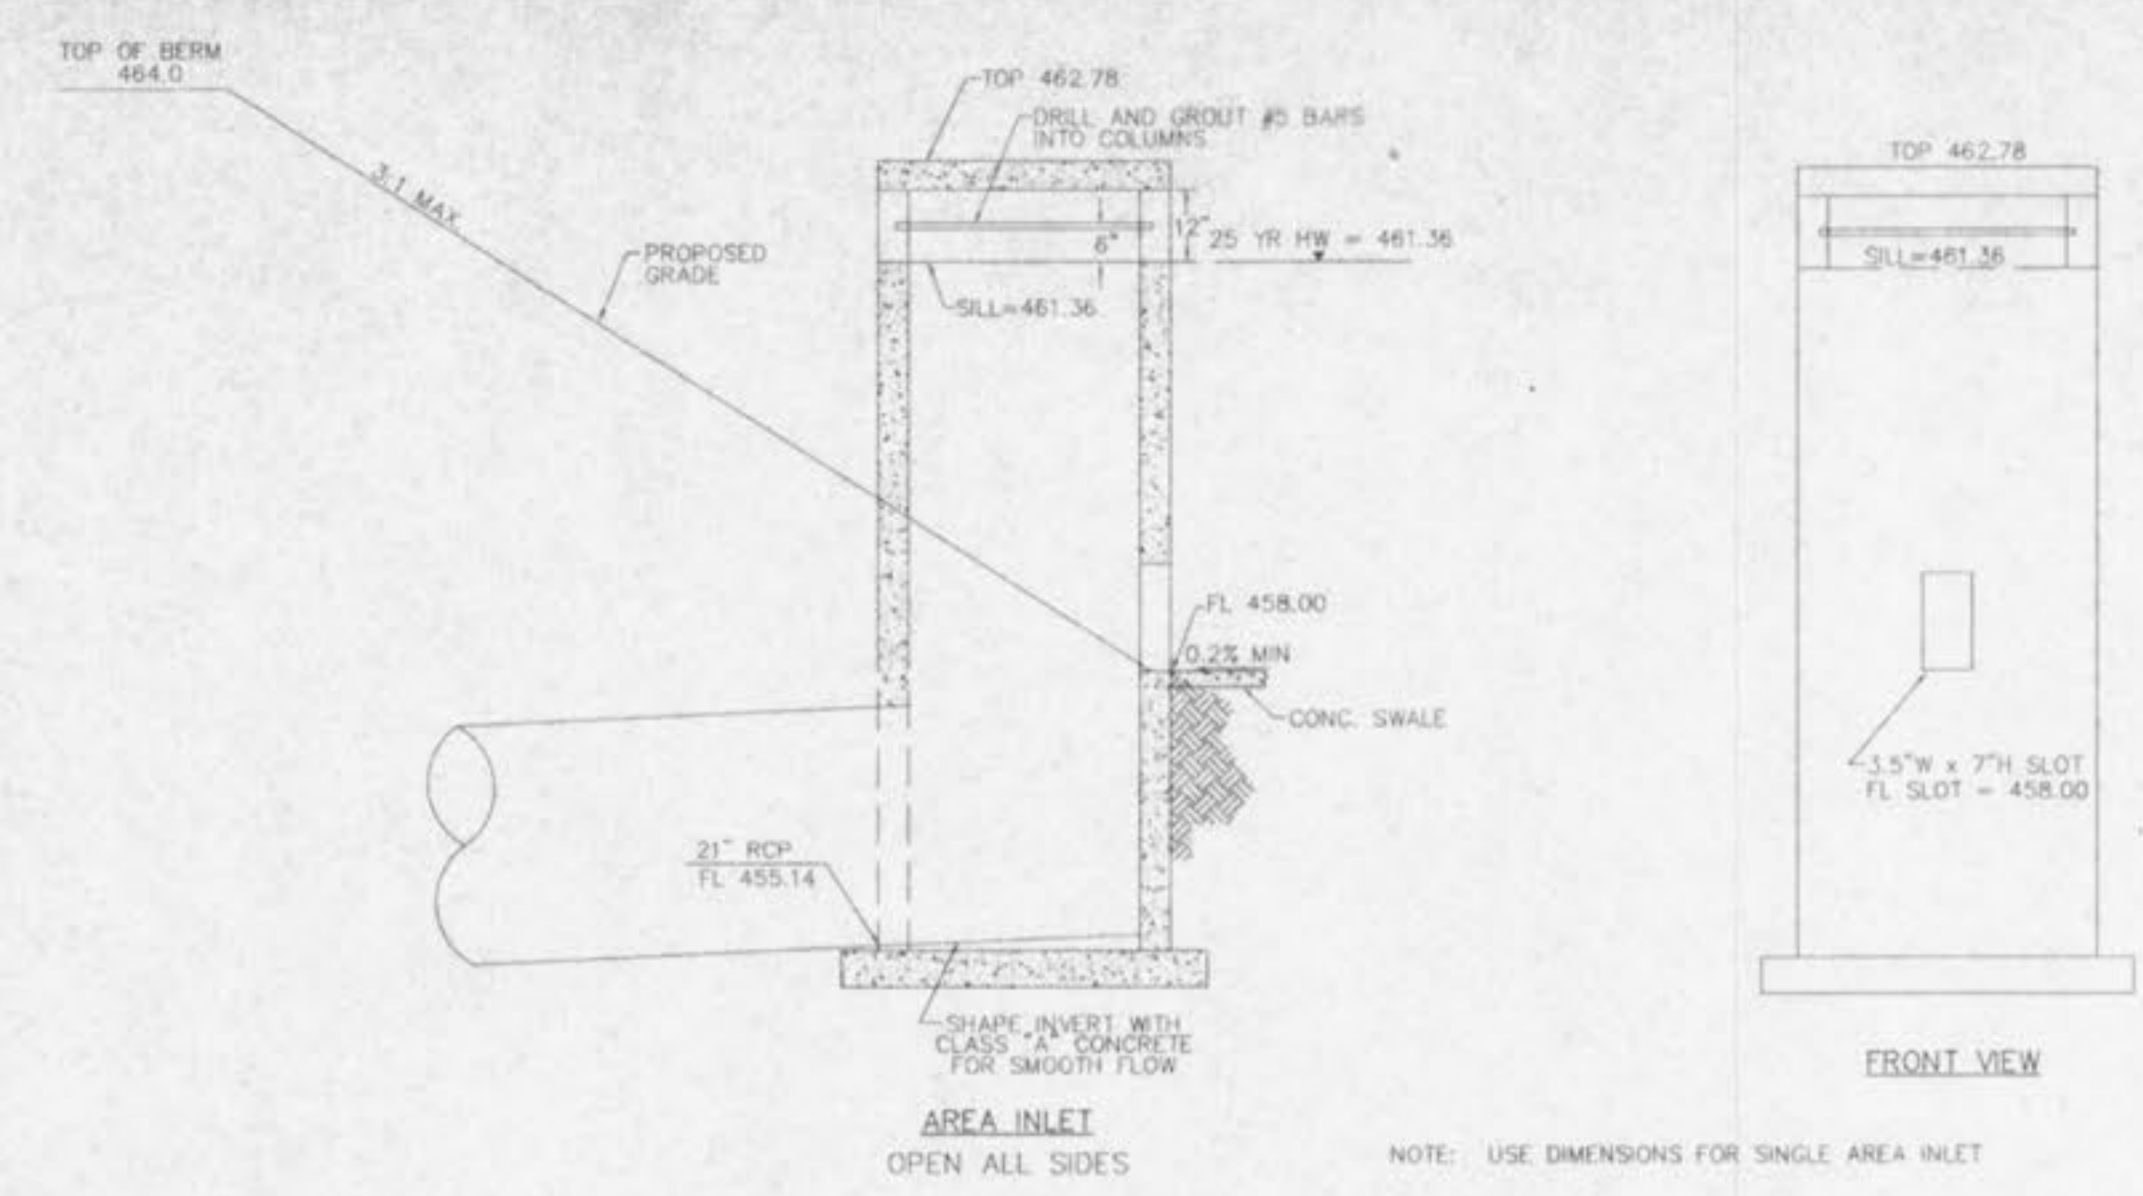 TOP OF BERM
464.0
3:1 MAX
PROPOSED
GRADE
TOP 462.78
DRILL AND GROUT #5 BARS
INTO COLUMNS
12"
6"
25 YR HW = 461.36
SILL=461.36
FL 458.00
0.2% MIN
CONC. SWALE
21" RCP
FL 455.14
SHAPE INVERT WITH
CLASS "A" CONCRETE
FOR SMOOTH FLOW
AREA INLET
OPEN ALL SIDES
TOP 462.78
SILL=461.36
3.5"W x 7"H SLOT
FL SLOT = 458.00
FRONT VIEW
NOTE: USE DIMENSIONS FOR SINGLE AREA INLET